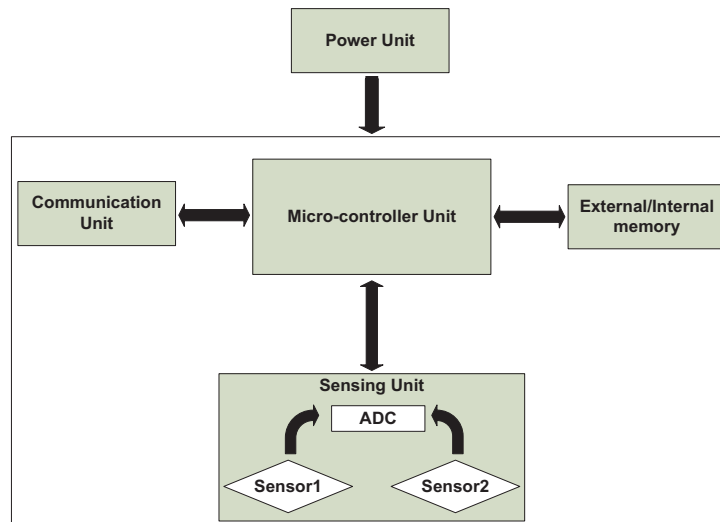 Power Unit
Communication
Unit
Micro-controller Unit
External/Internal
memory
Sensing Unit
ADC
Sensor1
Sensor2